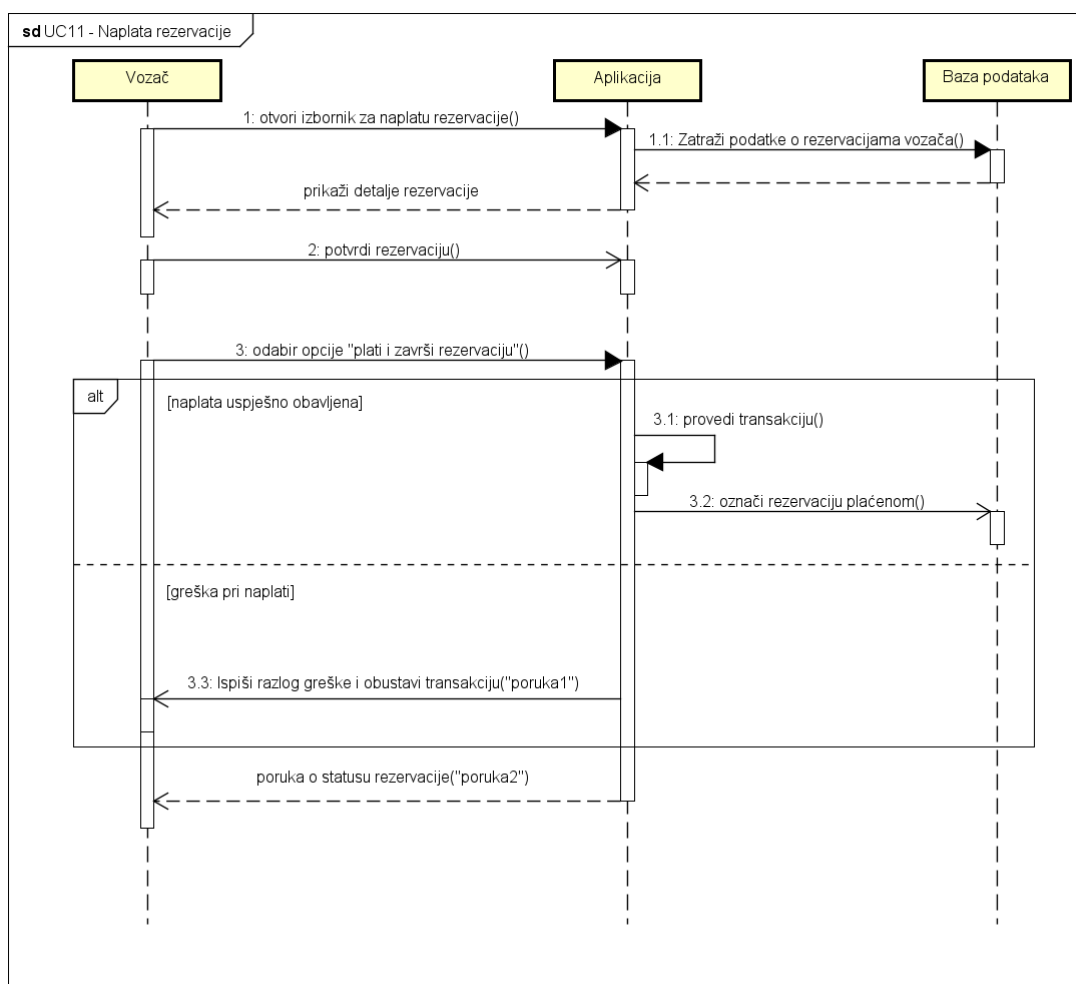 sd UC11 - Naplata rezervacije
Vozač
Aplikacija
Baza podataka
1: otvori izbornik za naplatu rezervacije()
1.1: Zatraži podatke o rezervacijama vozača()
prikaži detalje rezervacije
2: potvrdi rezervaciju()
3: odabir opcije "plati i završi rezervaciju"()
alt
[naplata uspješno obavljena]
3.1: provedi transakciju()
3.2: označi rezervaciju plaćenom()
[greška pri naplati]
3.3: Ispiši razlog greške i obustavi transakciju("poruka1")
poruka o statusu rezervacije("poruka2")